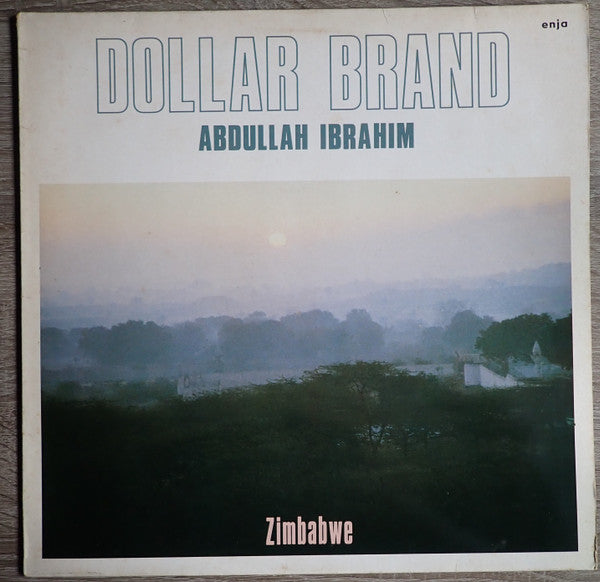 enja
DOLLAR BRAND
ABDULLAH IBRAHIM
Zimbabwe